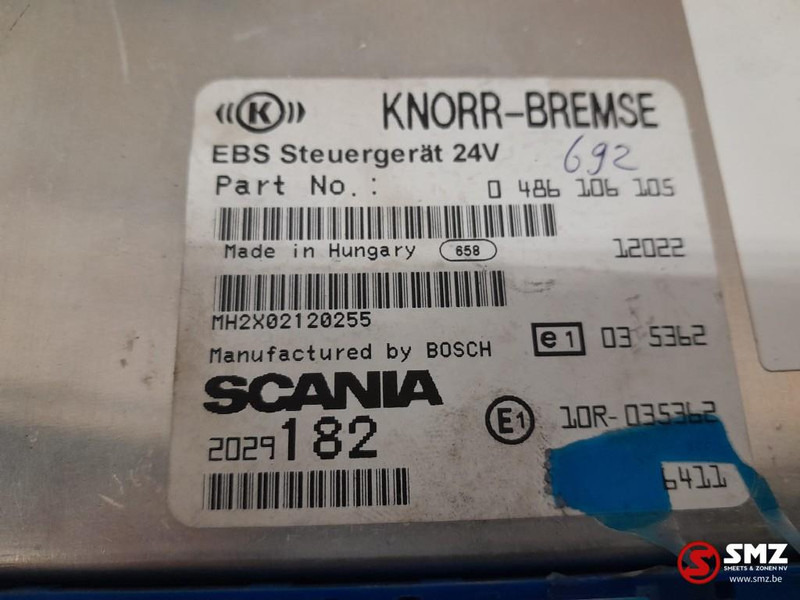 K KNORR-BREMSE
EBS Steuergerät 24V 692
Part No.: 0 486 106 105
Made in Hungary 658 12022
MH2X02120255
Manufactured by BOSCH e1 03 5362
SCANIA
2029182 E1 10R-035362
6411
SMZ
SMEETS & ZONEN NV
www.smz.be